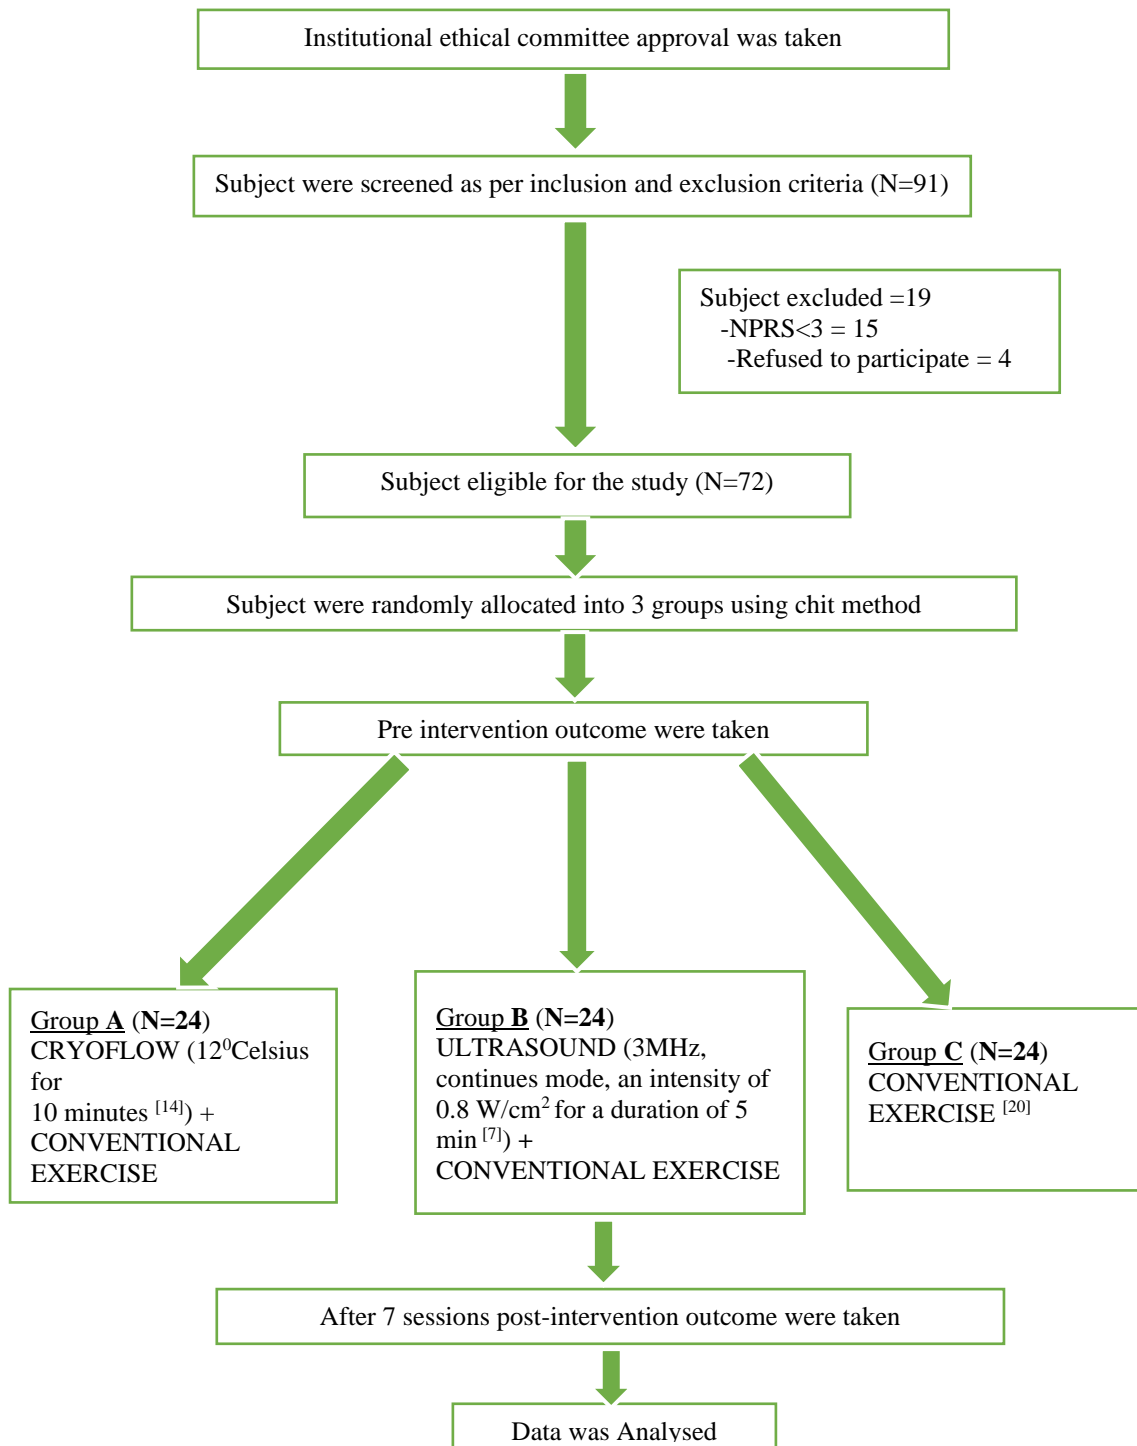 Institutional ethical committee approval was taken
Subject were screened as per inclusion and exclusion criteria (N=91)
Subject excluded =19
-NPRS<3 = 15
-Refused to participate = 4
Subject eligible for the study (N=72)
Subject were randomly allocated into 3 groups using chit method
Pre intervention outcome were taken
Group A (N=24)
CRYOFLOW (12⁰Celsius
for
10 minutes [14]) +
CONVENTIONAL
EXERCISE
Group B (N=24)
ULTRASOUND (3MHz,
continues mode, an intensity of
0.8 W/cm² for a duration of 5
min [7]) +
CONVENTIONAL EXERCISE
Group C (N=24)
CONVENTIONAL
EXERCISE [20]
After 7 sessions post-intervention outcome were taken
Data was Analysed